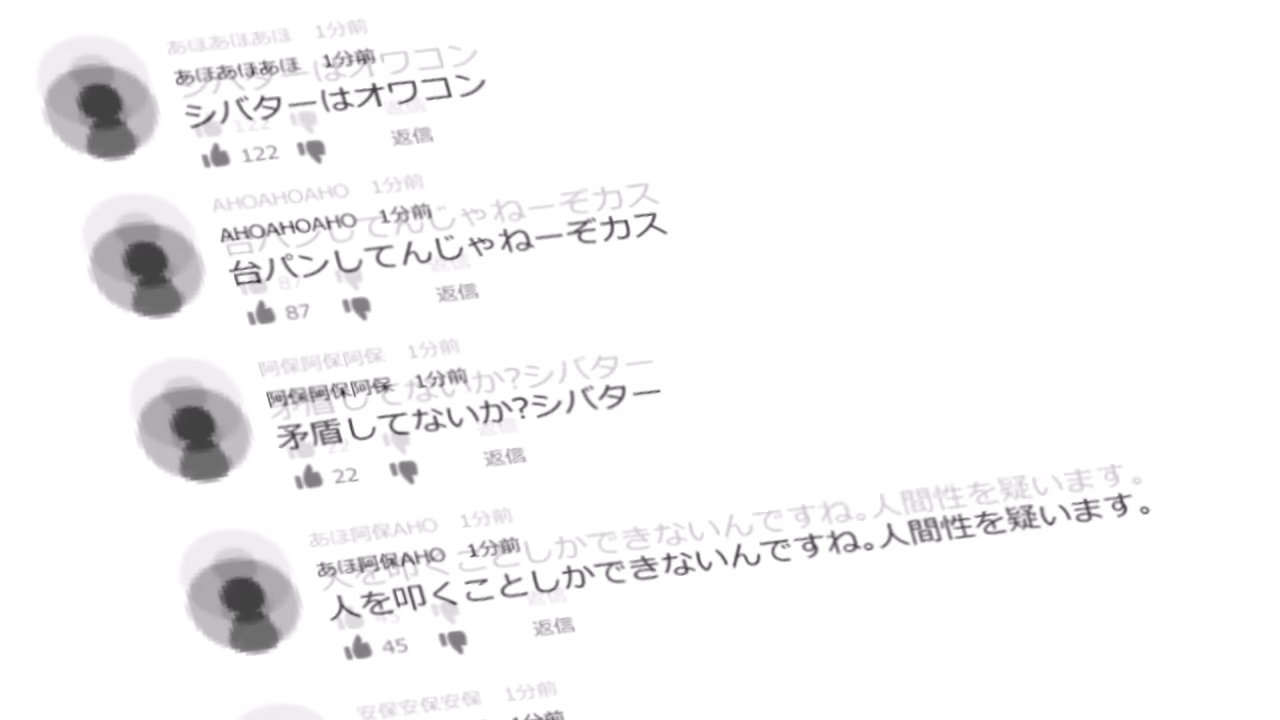 あほあほあほ 1分前
シバターはオワコン
122 返信
AHOAHOAHO 1分前
台パンしてんじゃねーぞカス
87 返信
阿保阿保阿保 1分前
矛盾してないか?シバター
22 返信
あほ阿保AHO 1分前
人を叩くことしかできないんですね。人間性を疑います。
45 返信
安保安保安保 1分前